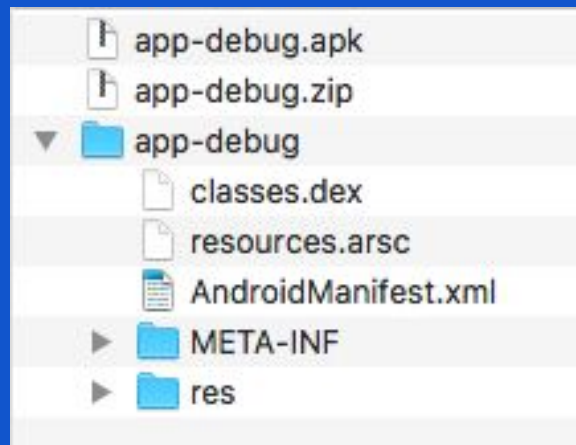 app-debug.apk
app-debug.zip
app-debug
classes.dex
resources.arsc
AndroidManifest.xml
META-INF
res